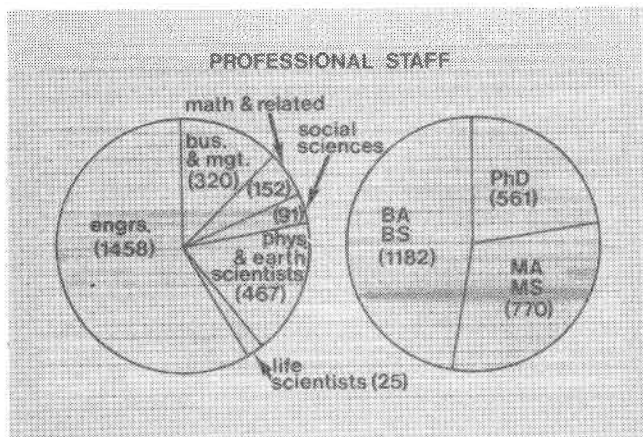 PROFESSIONAL STAFF
math & related
social
sciences
bus.
& mgt.
(320)
(152)
(91)
engrs.
(1458)
phys.
& earth
scientists
(467)
life
scientists (25)
PhD
(561)
BA
BS
(1182)
MA
MS
(770)